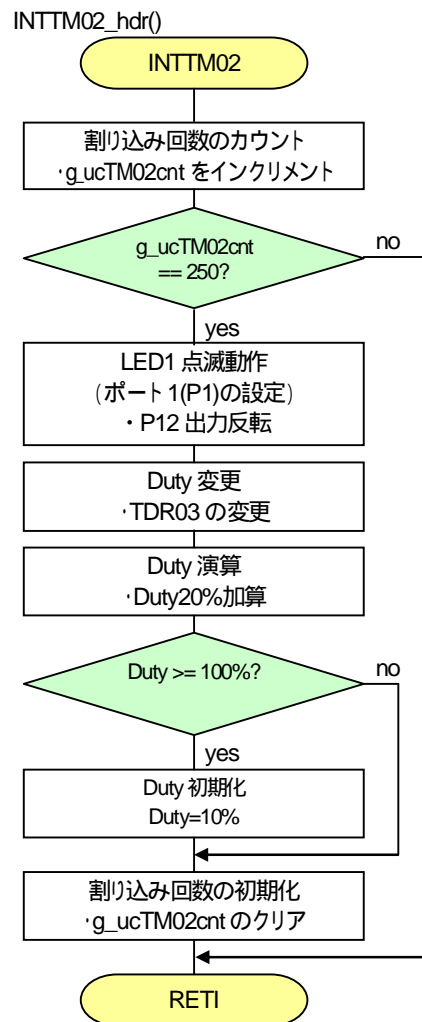 INTTM02_hdr()
INTTM02
割り込み回数のカウント
・g_ucTM02cnt をインクリメント
g_ucTM02cnt
== 250?
no
yes
LED1 点滅動作
(ポート 1(P1)の設定)
・P12 出力反転
Duty 変更
・TDR03 の変更
Duty 演算
・Duty20%加算
Duty >= 100%?
no
yes
Duty 初期化
Duty=10%
割り込み回数の初期化
・g_ucTM02cnt のクリア
RETI